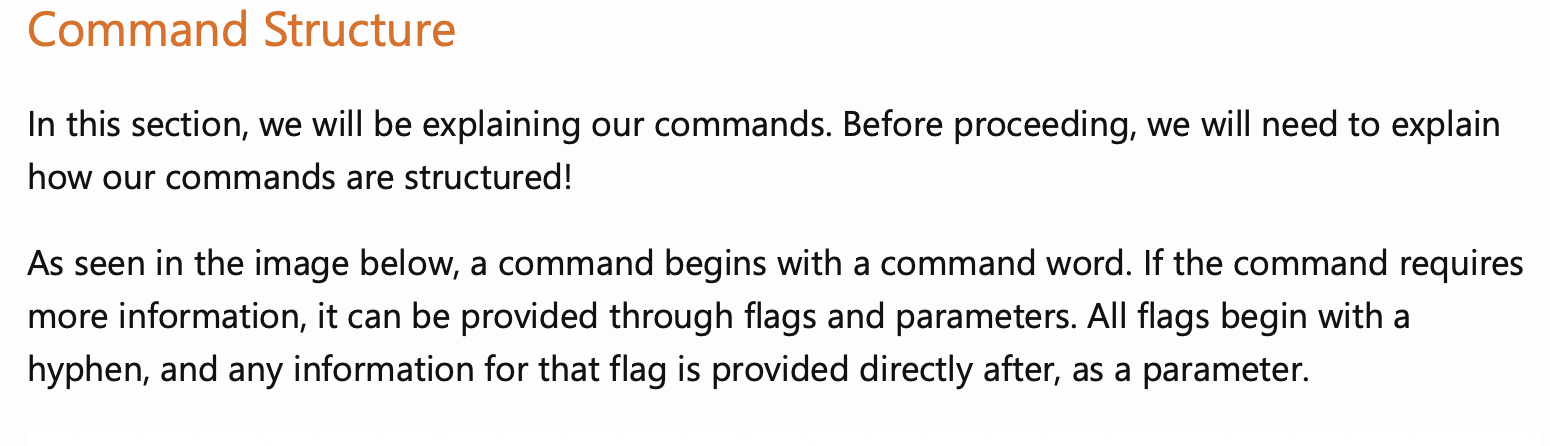 Command Structure
In this section, we will be explaining our commands. Before proceeding, we will need to explain
how our commands are structured!
As seen in the image below, a command begins with a command word. If the command requires
more information, it can be provided through flags and parameters. All flags begin with a
hyphen, and any information for that flag is provided directly after, as a parameter.